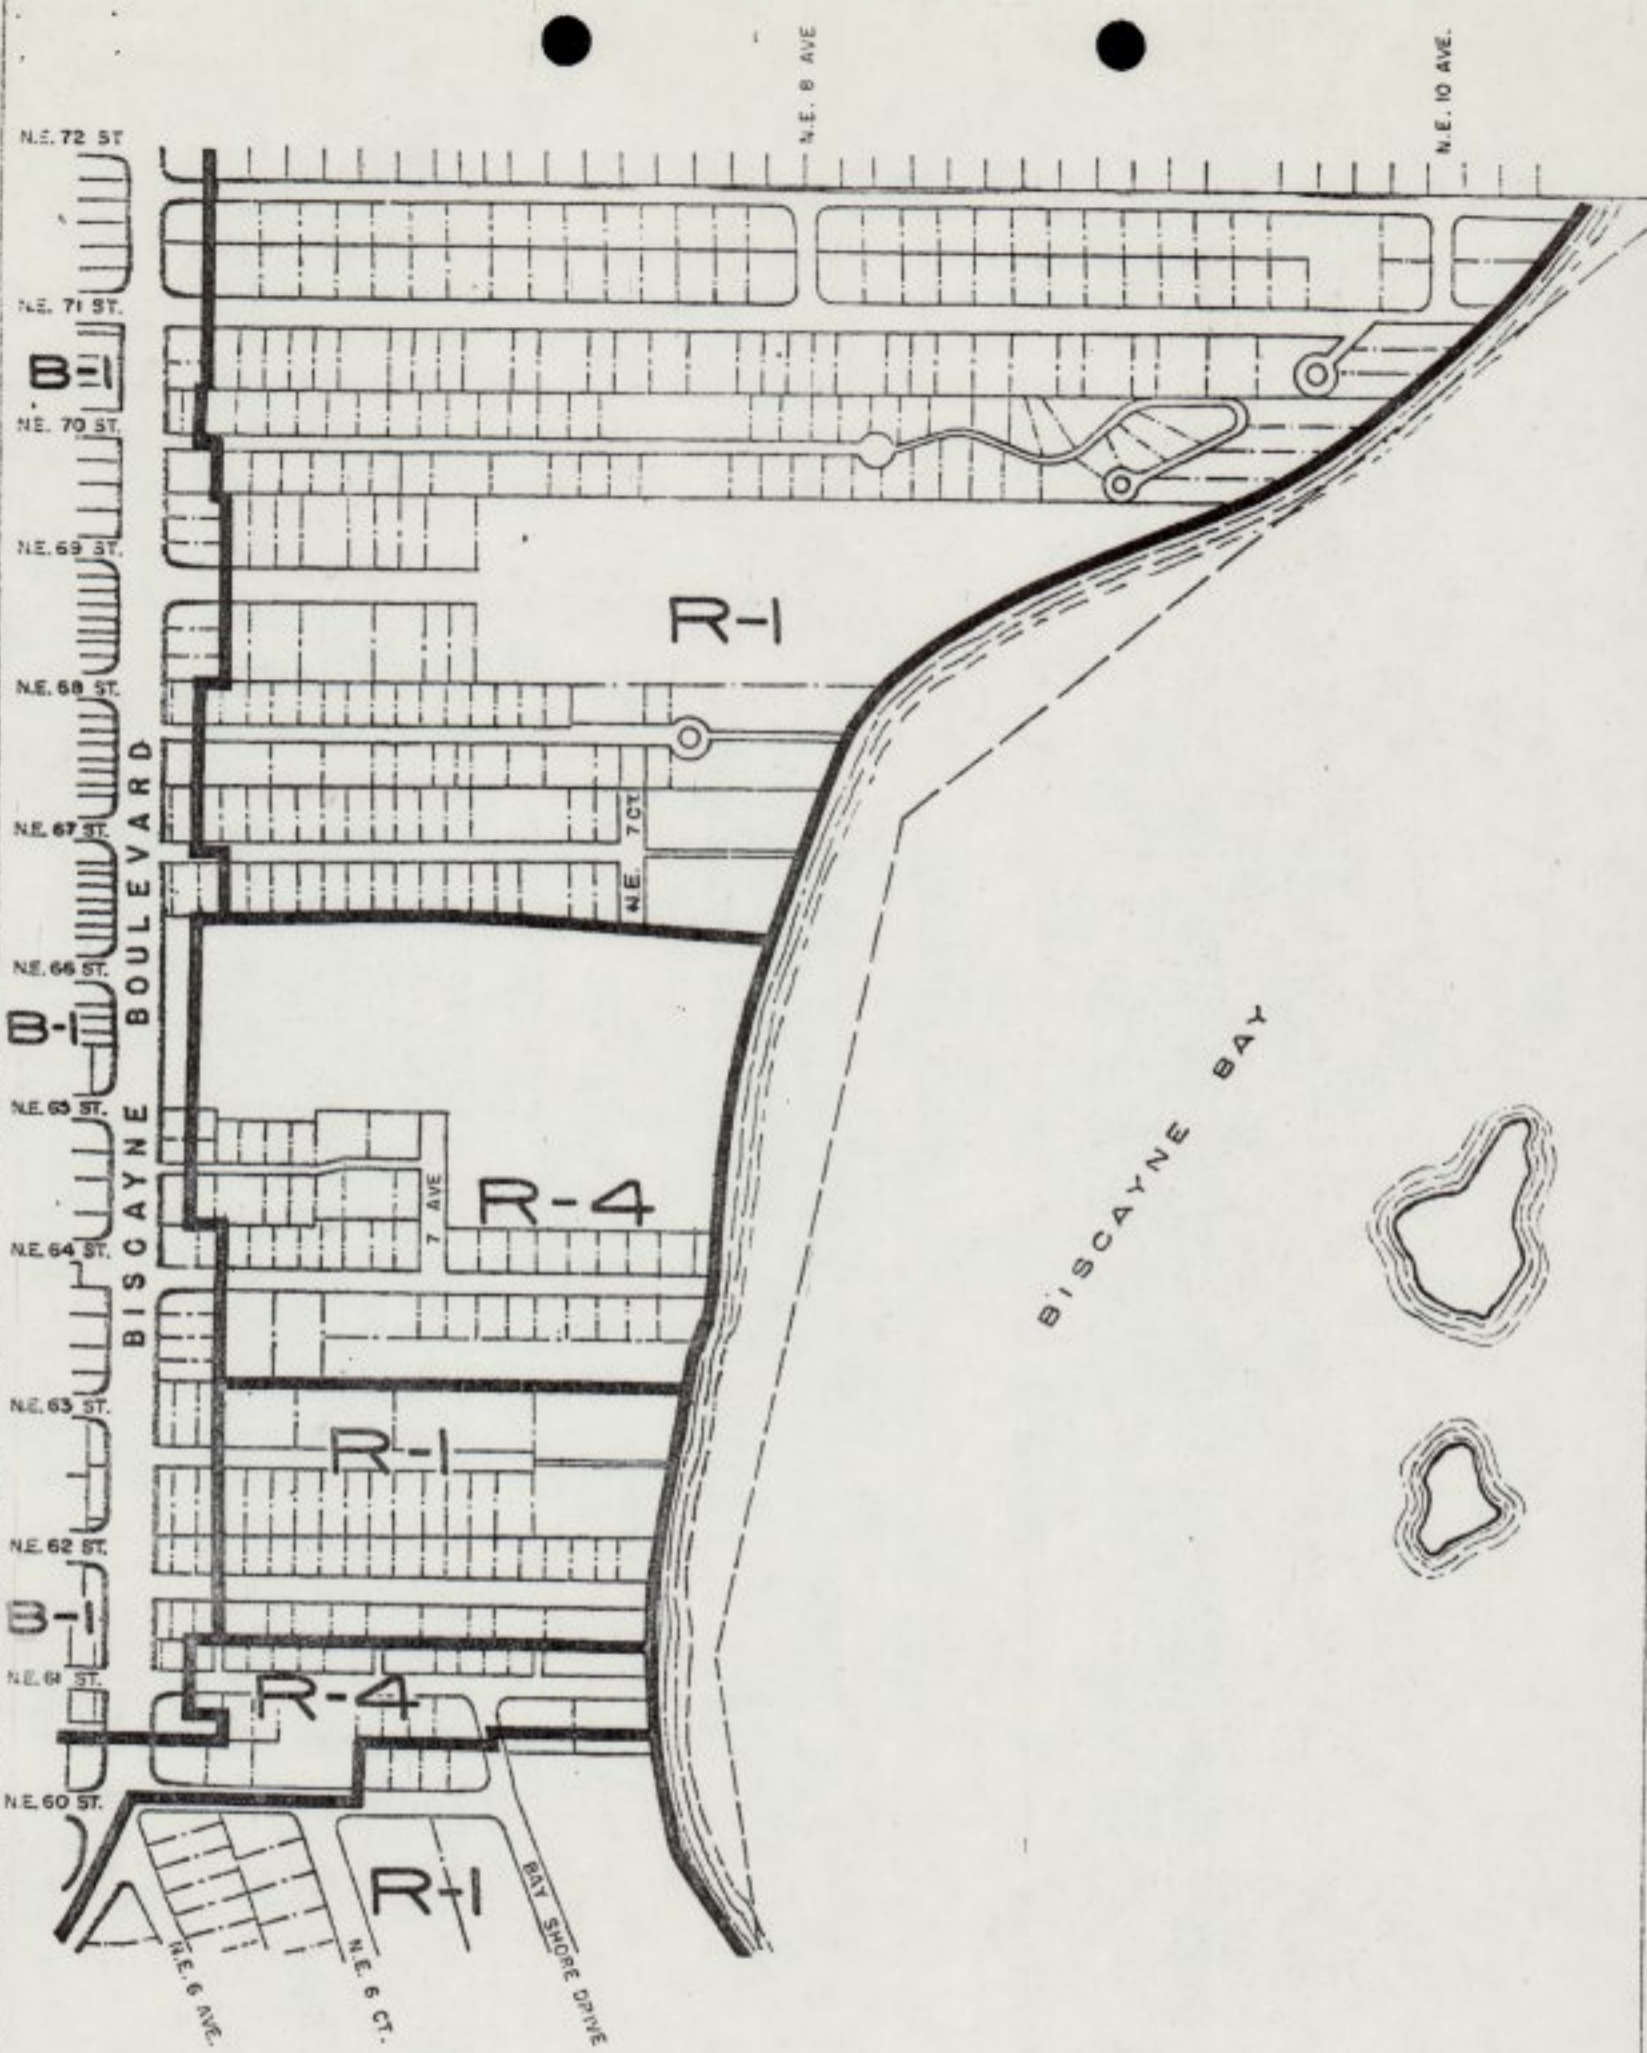 N.E. 8 AVE
N.E. 10 AVE.
N.E. 72 ST
N.E. 71 ST.
B-1
N.E. 70 ST.
N.E. 69 ST.
R-1
N.E. 68 ST.
BISCAYNE BOULEVARD
N.E. 67 ST.
N.E. 7 CT.
N.E. 66 ST.
B-1
BISCAYNE BAY
N.E. 65 ST.
R-4
7 AVE
N.E. 64 ST.
N.E. 63 ST.
R-1
N.E. 62 ST.
B-1
N.E. 61 ST.
R-4
N.E. 60 ST.
R-1
BAY SHORE DRIVE
N.E. 6 AVE.
N.E. 6 CT.